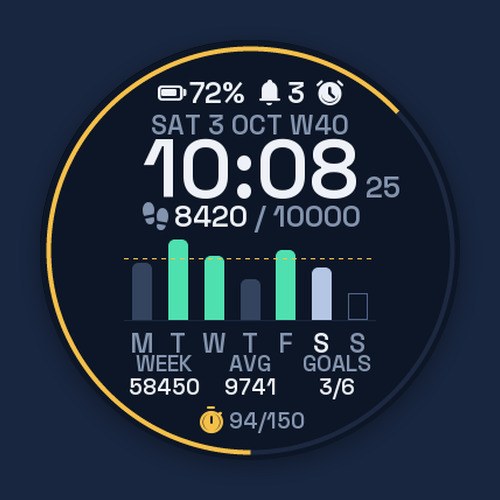 72% 3
SAT 3 OCT W40
10:08 25
8420 / 10000
M T W T F S S
WEEK AVG GOALS
58450 9741 3/6
94/150